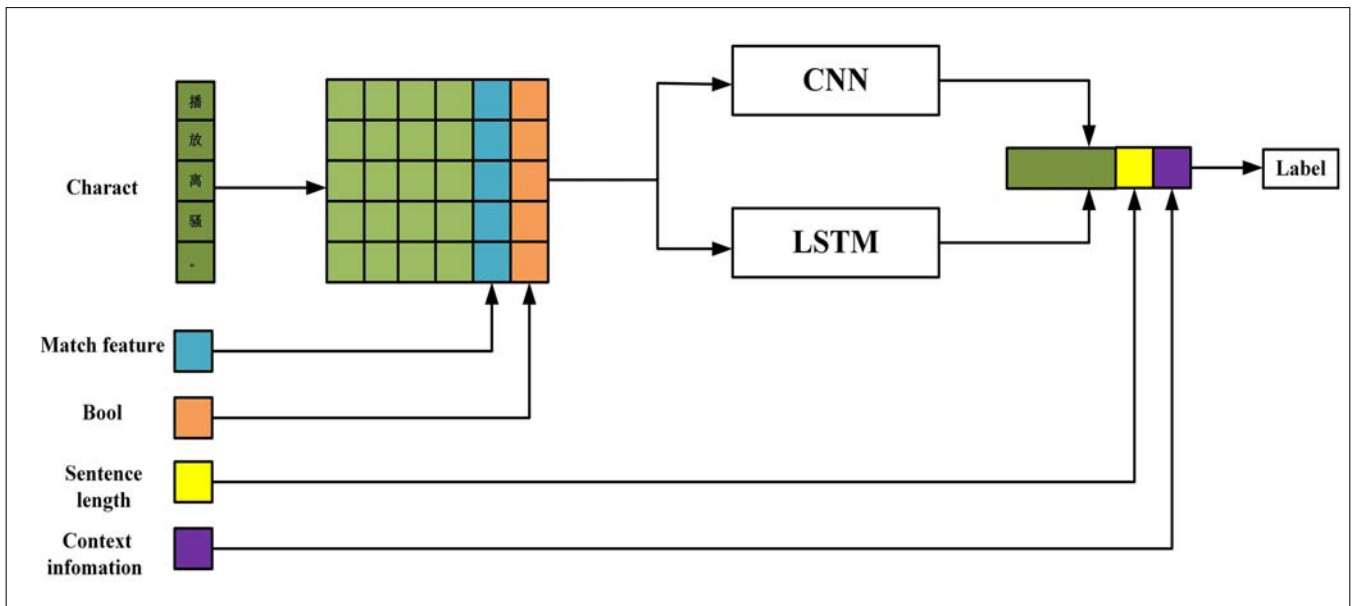 播
放
离
骚
。
Charact
Match feature
Bool
Sentence
length
Context
infomation
CNN
LSTM
Label